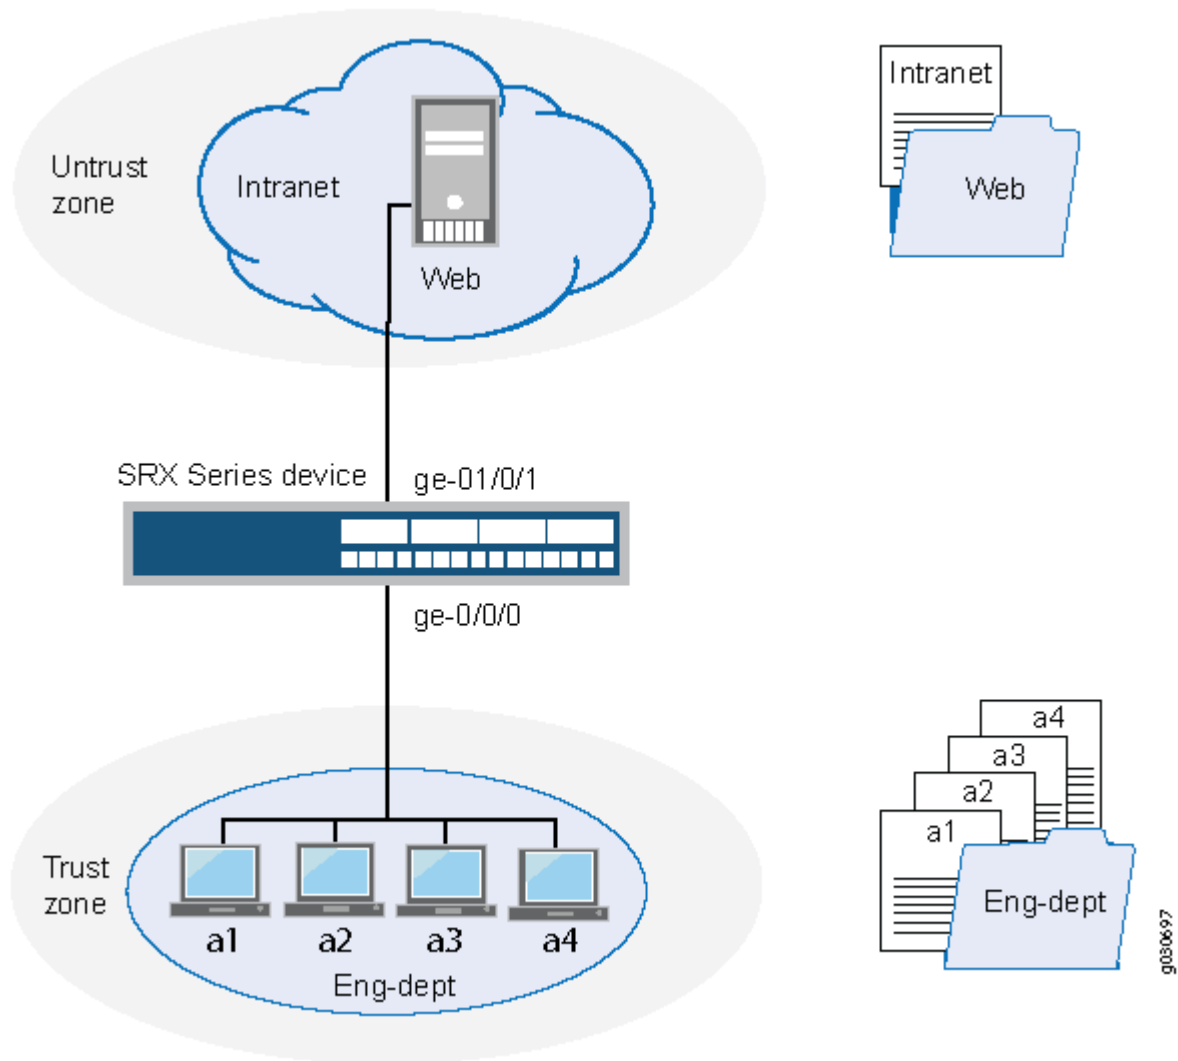 Intranet
Untrust
zone
Intranet
Web
Web
SRX Series device
ge-01/0/1
ge-0/0/0
a4
a3
a2
a1
Trust
zone
Eng-dept
a1 a2 a3 a4
Eng-dept
g030697